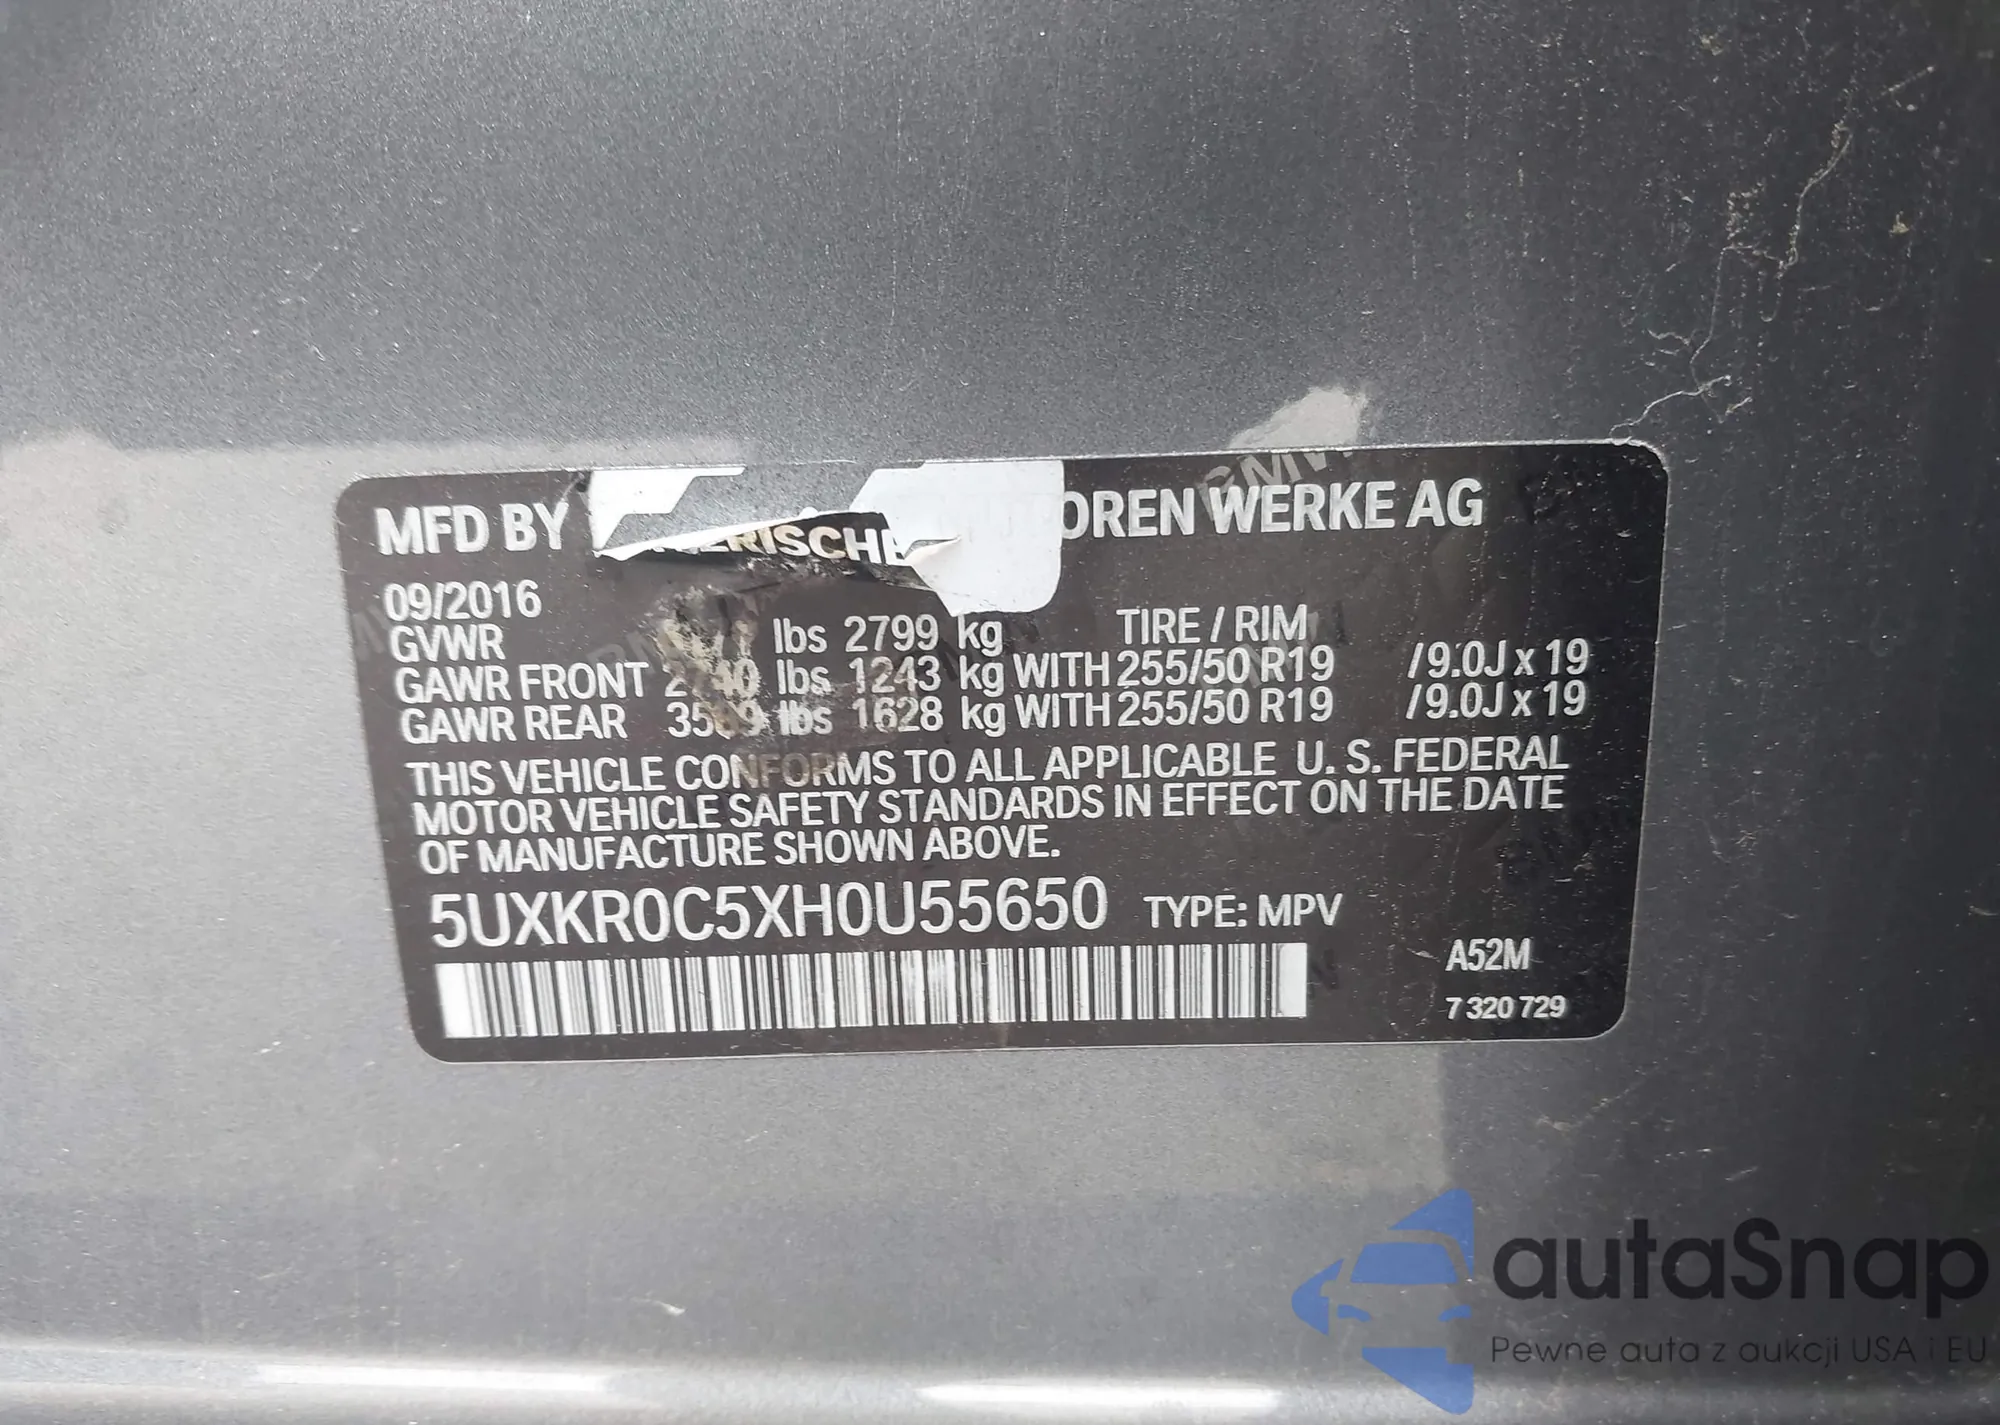 MFD BY OREN WERKE AG
09/2016
GVWR lbs 2799 kg TIRE / RIM
GAWR FRONT lbs 1243 kg WITH 255/50 R19 /9.0J x 19
GAWR REAR lbs 1628 kg WITH 255/50 R19 /9.0J x 19
THIS VEHICLE CONFORMS TO ALL APPLICABLE U. S. FEDERAL
MOTOR VEHICLE SAFETY STANDARDS IN EFFECT ON THE DATE
OF MANUFACTURE SHOWN ABOVE.
5UXKR0C5XH0U55650 TYPE: MPV
A52M
7 320 729
autaSnap
Pewne auta z aukcji USA i EU